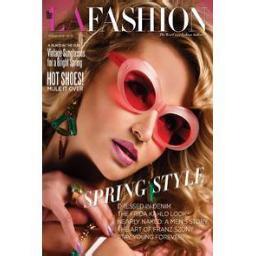 LA FASHION
Vintage Sunglasses
for a Bright Spring
HOT SHOES!
MULE IT OVER
SPRING STYLE
DRESSED IN DENIM
THE FRIDA KAHLO LOOK
NEARLY NAKED: A MEN'S STORY
THE ART OF FRANZ SZONY
STAY YOUNG FOREVER